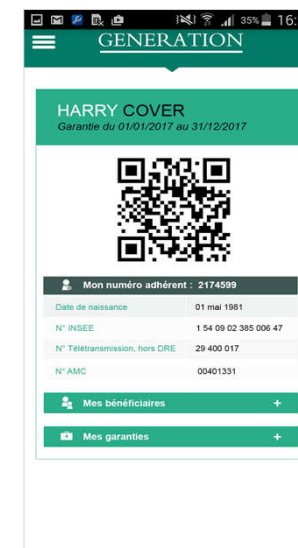 35% 16:
GENERATION
HARRY COVER
Garantie du 01/01/2017 au 31/12/2017
Mon numéro adhérent : 2174599
Date de naissance 01 mai 1981
N° INSEE 1 54 09 02 385 006 47
N° Télétransmission, hors DRE 29 400 017
N° AMC 00401331
Mes bénéficiaires +
Mes garanties +